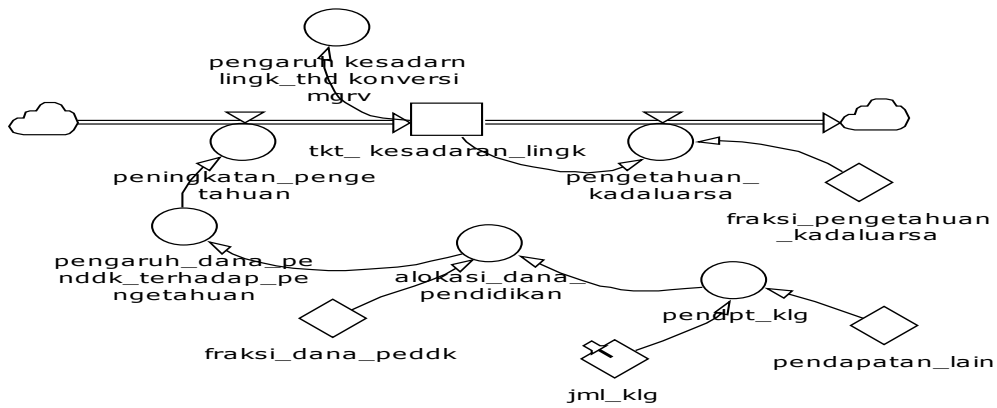 pengaruh kesadarn
lingk_thd konversi
mgrv
tkt_ kesadaran_lingk
peningkatan_penge
tahuan
pengetahuan_
kadaluarsa
fraksi_pengetahuan
_kadaluarsa
pengaruh_dana_pe
nddk_terhadap_pe
ngetahuan
alokasi_dana_
pendidikan
pendpt_klg
fraksi_dana_peddk
pendapatan_lain
jml_klg